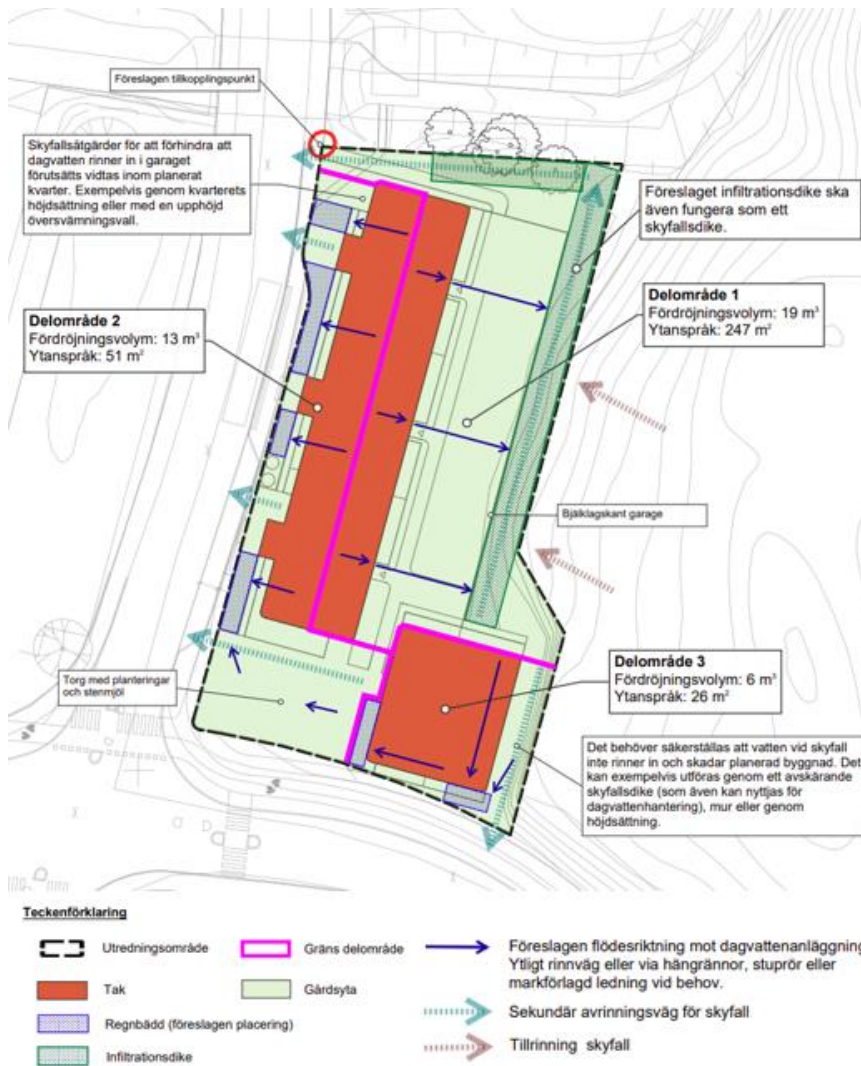 Föreslagen tillkopplingspunkt
Skyfallsåtgärder för att förhindra att
dagvatten rinner in i garaget
förutsätts vidtas inom planerat
kvarter. Exempelvis genom kvarterets
höjdsättning eller med en upphöjd
översvämningsvall.
Föreslaget infiltrationsdike ska
även fungera som ett
skyfallsdike.
Delområde 2
Fördröjningsvolym: 13 m³
Ytanspråk: 51 m²
Delområde 1
Fördröjningsvolym: 19 m³
Ytanspråk: 247 m²
Bjälklagskant garage
Delområde 3
Fördröjningsvolym: 6 m³
Ytanspråk: 26 m²
Torg med planteringar
och stenmjöl
Det behöver säkerställas att vatten vid skyfall
inte rinner in och skadar planerad byggnad. Det
kan exempelvis utföras genom ett avskärande
skyfallsdike (som även kan nyttjas för
dagvattenhantering), mur eller genom
höjdsättning.
Teckenförklaring
Utredningsområde
Gräns delområde
Föreslagen flödesriktning mot dagvattenanläggning
Ytligt rinnväg eller via hängrännor, stuprör eller
markförlagd ledning vid behov.
Tak
Gårdsyta
Sekundär avrinningsväg för skyfall
Regnbädd (föreslagen placering)
Infiltrationsdike
Tillrinning skyfall